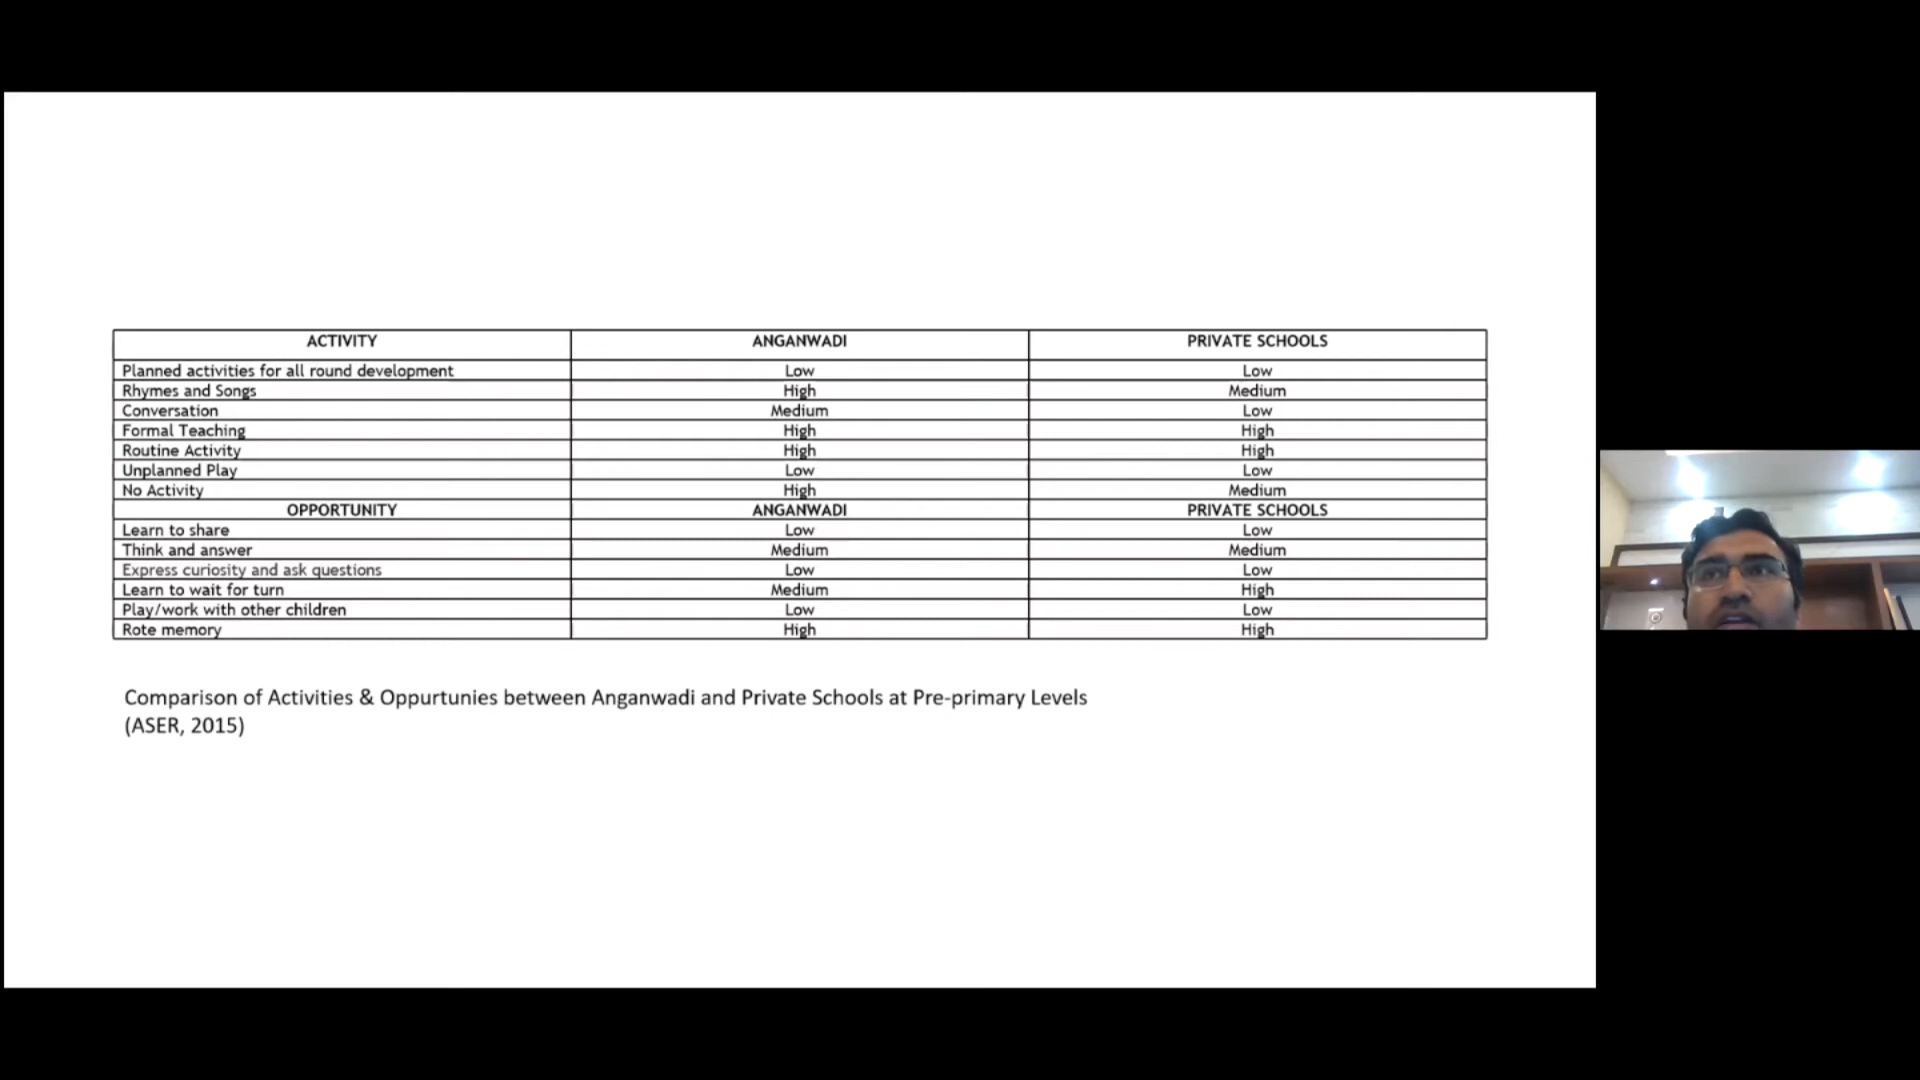 ACTIVITY ANGANWADI PRIVATE SCHOOLS
Planned activities for all round development Low Low
Rhymes and Songs High Medium
Conversation Medium Low
Formal Teaching High High
Routine Activity High High
Unplanned Play Low Low
No Activity High Medium
OPPORTUNITY ANGANWADI PRIVATE SCHOOLS
Learn to share Low Low
Think and answer Medium Medium
Express curiosity and ask questions Low Low
Learn to wait for turn Medium High
Play/work with other children Low Low
Rote memory High High
Comparison of Activities & Oppurtunies between Anganwadi and Private Schools at Pre-primary Levels
(ASER, 2015)